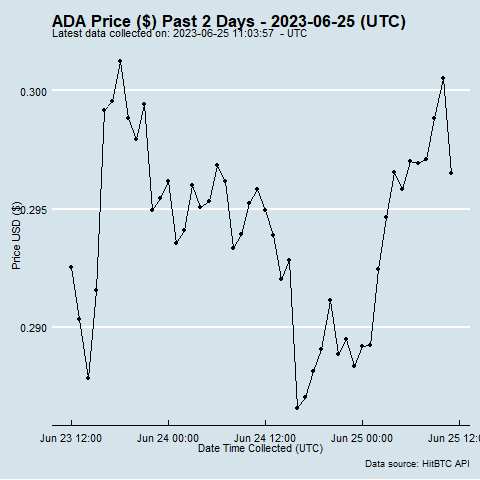 ADA Price ($) Past 2 Days - 2023-06-25 (UTC)
Latest data collected on: 2023-06-25 11:03:57 - UTC
0.300
0.295
0.290
Price USD ($)
Jun 23 12:00 Jun 24 00:00 Jun 24 12:00 Jun 25 00:00 Jun 25 12:0
Date Time Collected (UTC)
Data source: HitBTC API